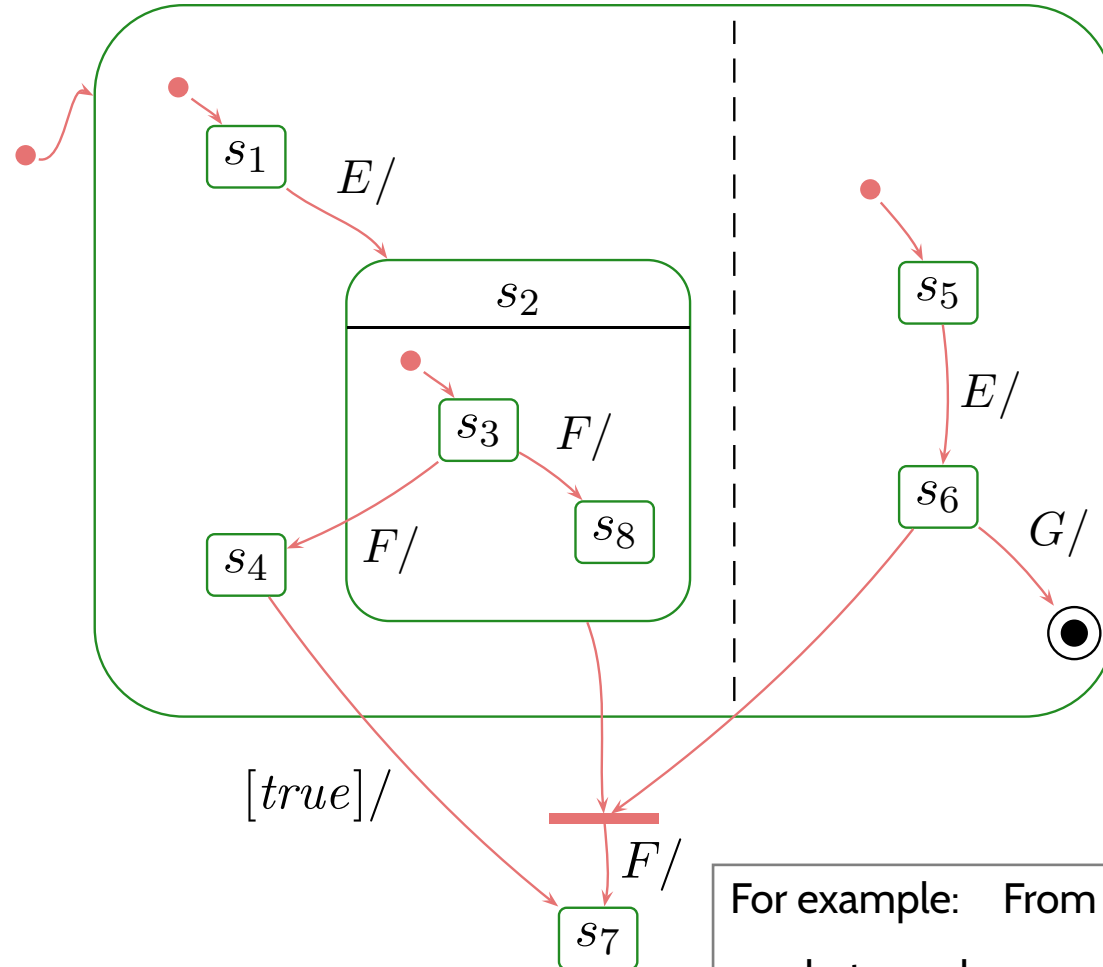 s₁
E/
s₂
s₅
s₃
F/
E/
s₈
s₆
s₄
F/
G/
[true]/
F/
For example: From
s₇